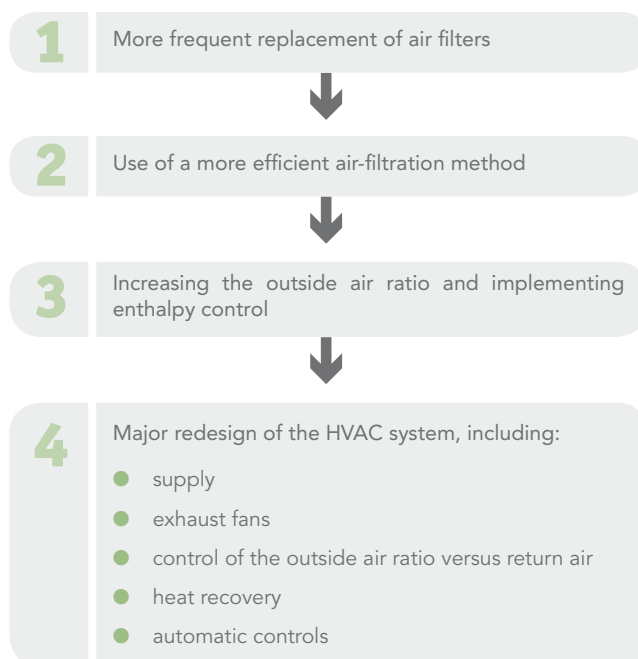 1
More frequent replacement of air filters
2
Use of a more efficient air-filtration method
3
Increasing the outside air ratio and implementing
enthalpy control
4
Major redesign of the HVAC system, including:
supply
exhaust fans
control of the outside air ratio versus return air
heat recovery
automatic controls